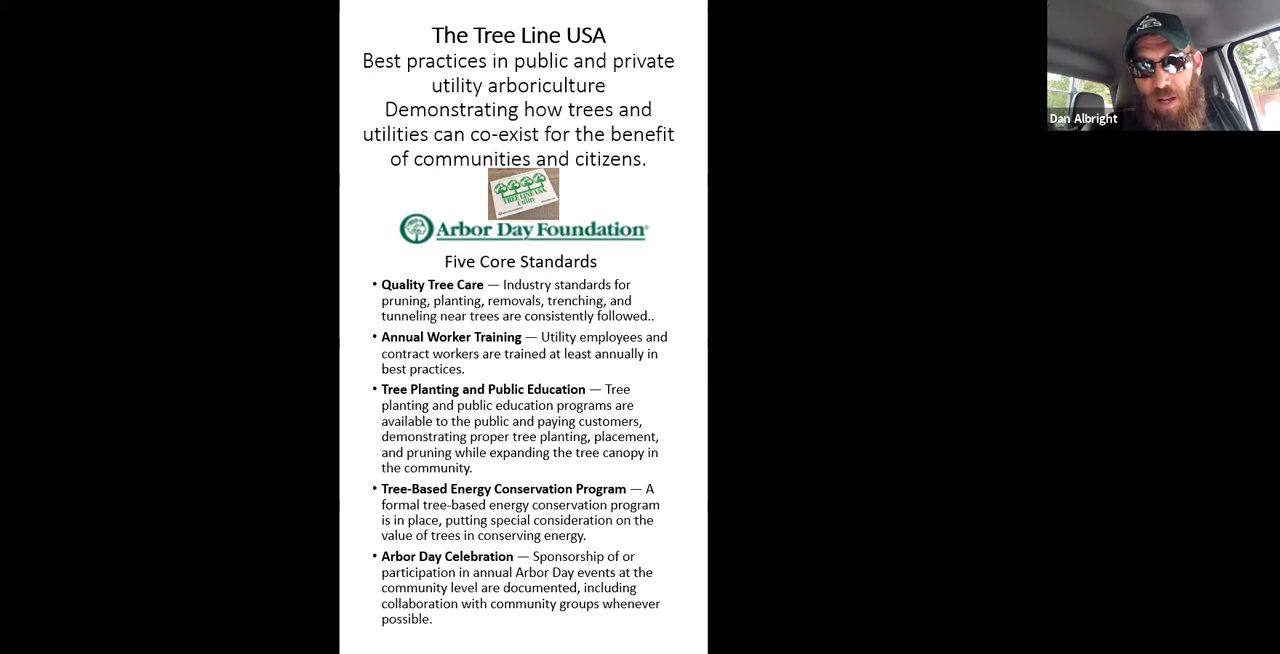 The Tree Line USA
Best practices in public and private
utility arboriculture
Demonstrating how trees and
utilities can co-exist for the benefit
of communities and citizens.
TREE LINE USA
Utility
Arbor Day Foundation®
Five Core Standards
• Quality Tree Care — Industry standards for
pruning, planting, removals, trenching, and
tunneling near trees are consistently followed..
• Annual Worker Training — Utility employees and
contract workers are trained at least annually in
best practices.
• Tree Planting and Public Education — Tree
planting and public education programs are
available to the public and paying customers,
demonstrating proper tree planting, placement,
and pruning while expanding the tree canopy in
the community.
• Tree-Based Energy Conservation Program — A
formal tree-based energy conservation program
is in place, putting special consideration on the
value of trees in conserving energy.
• Arbor Day Celebration — Sponsorship of or
participation in annual Arbor Day events at the
community level are documented, including
collaboration with community groups whenever
possible.
NES
Dan Albright